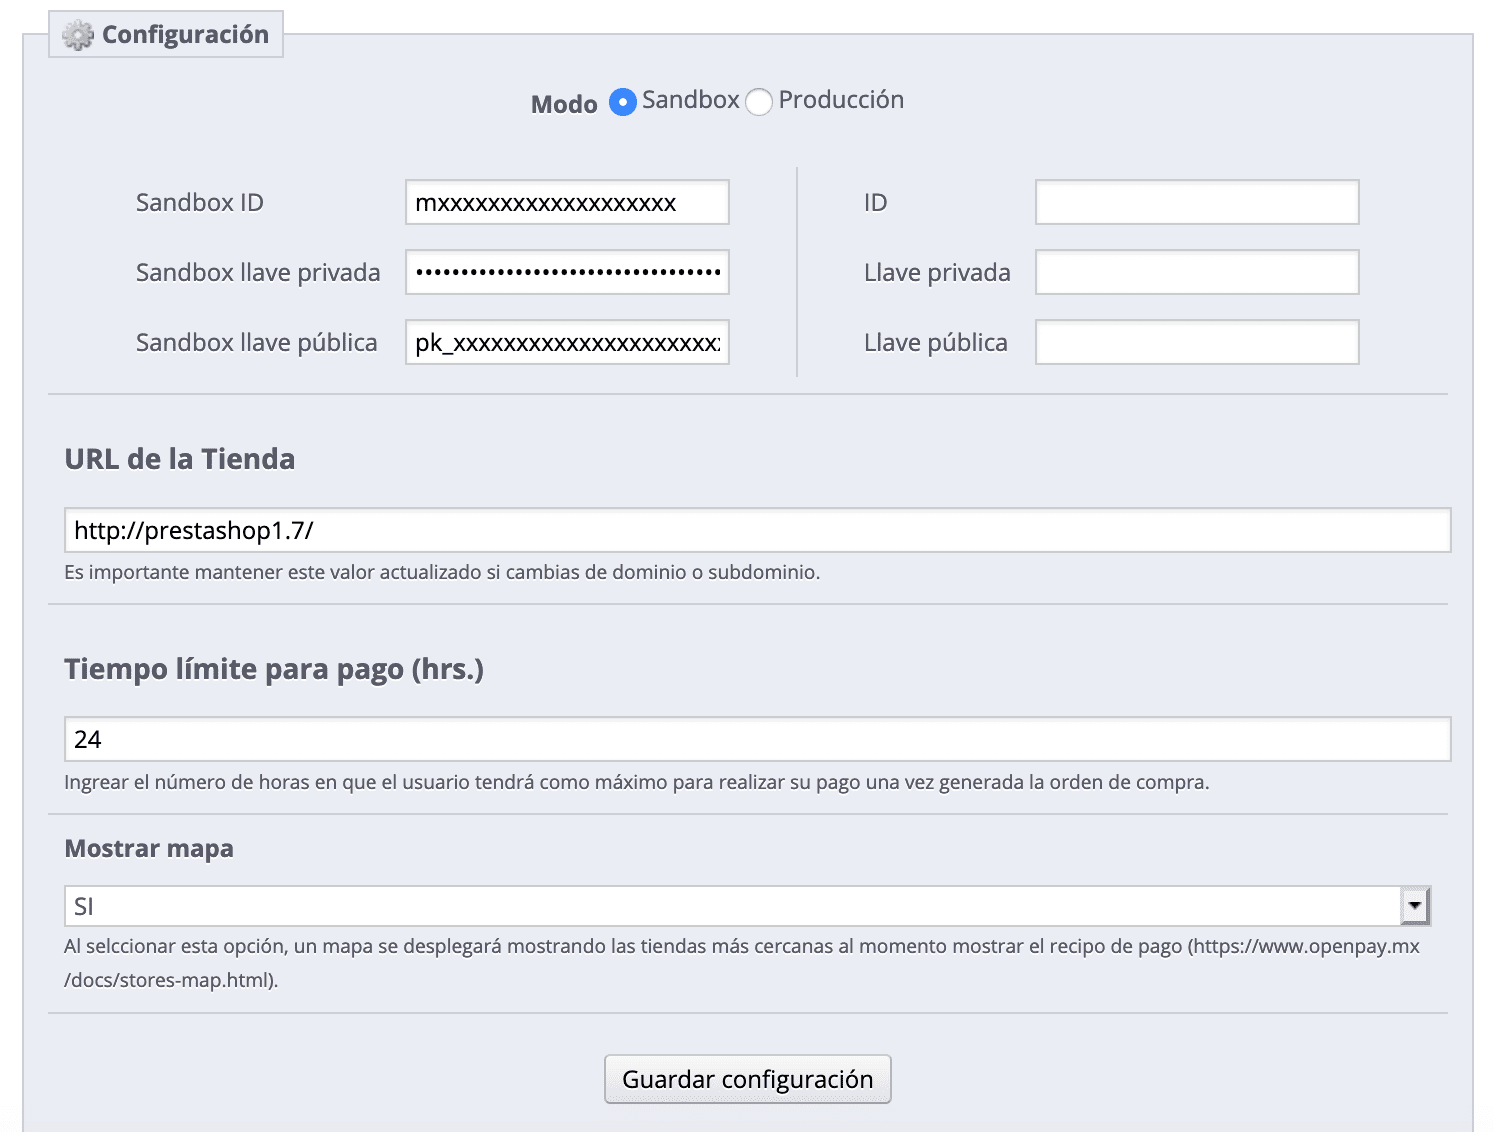 Configuración
Modo Sandbox Producción
Sandbox ID mxxxxxxxxxxxxxxxxxxx ID
Sandbox llave privada •••••••••••••••••••••••••••••••••• Llave privada
Sandbox llave pública pk_xxxxxxxxxxxxxxxxxxxxx Llave pública
URL de la Tienda
http://prestashop1.7/
Es importante mantener este valor actualizado si cambias de dominio o subdominio.
Tiempo límite para pago (hrs.)
24
Ingrear el número de horas en que el usuario tendrá como máximo para realizar su pago una vez generada la orden de compra.
Mostrar mapa
SI
Al selccionar esta opción, un mapa se desplegará mostrando las tiendas más cercanas al momento mostrar el recipo de pago (https://www.openpay.mx
/docs/stores-map.html).
Guardar configuración